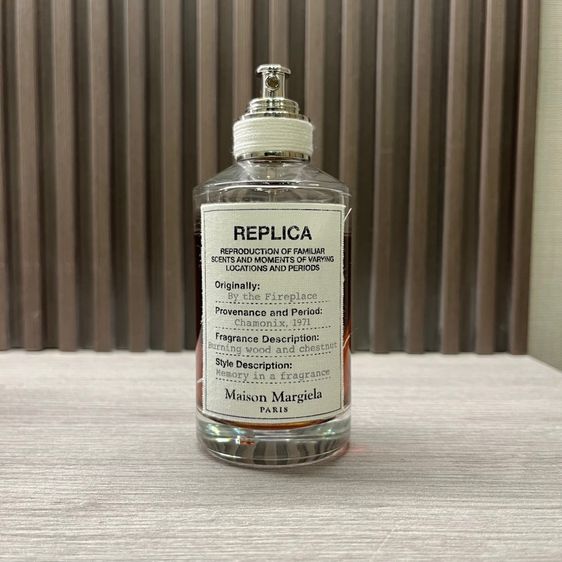 REPLICA
REPRODUCTION OF FAMILIAR
SCENTS AND MOMENTS OF VARYING
LOCATIONS AND PERIODS
Originally:
By the Fireplace
Provenance and Period:
Chamonix, 1971
Fragrance Description:
Burning wood and chestnut
Style Description:
Memory in a fragrance
Maison Margiela
PARIS